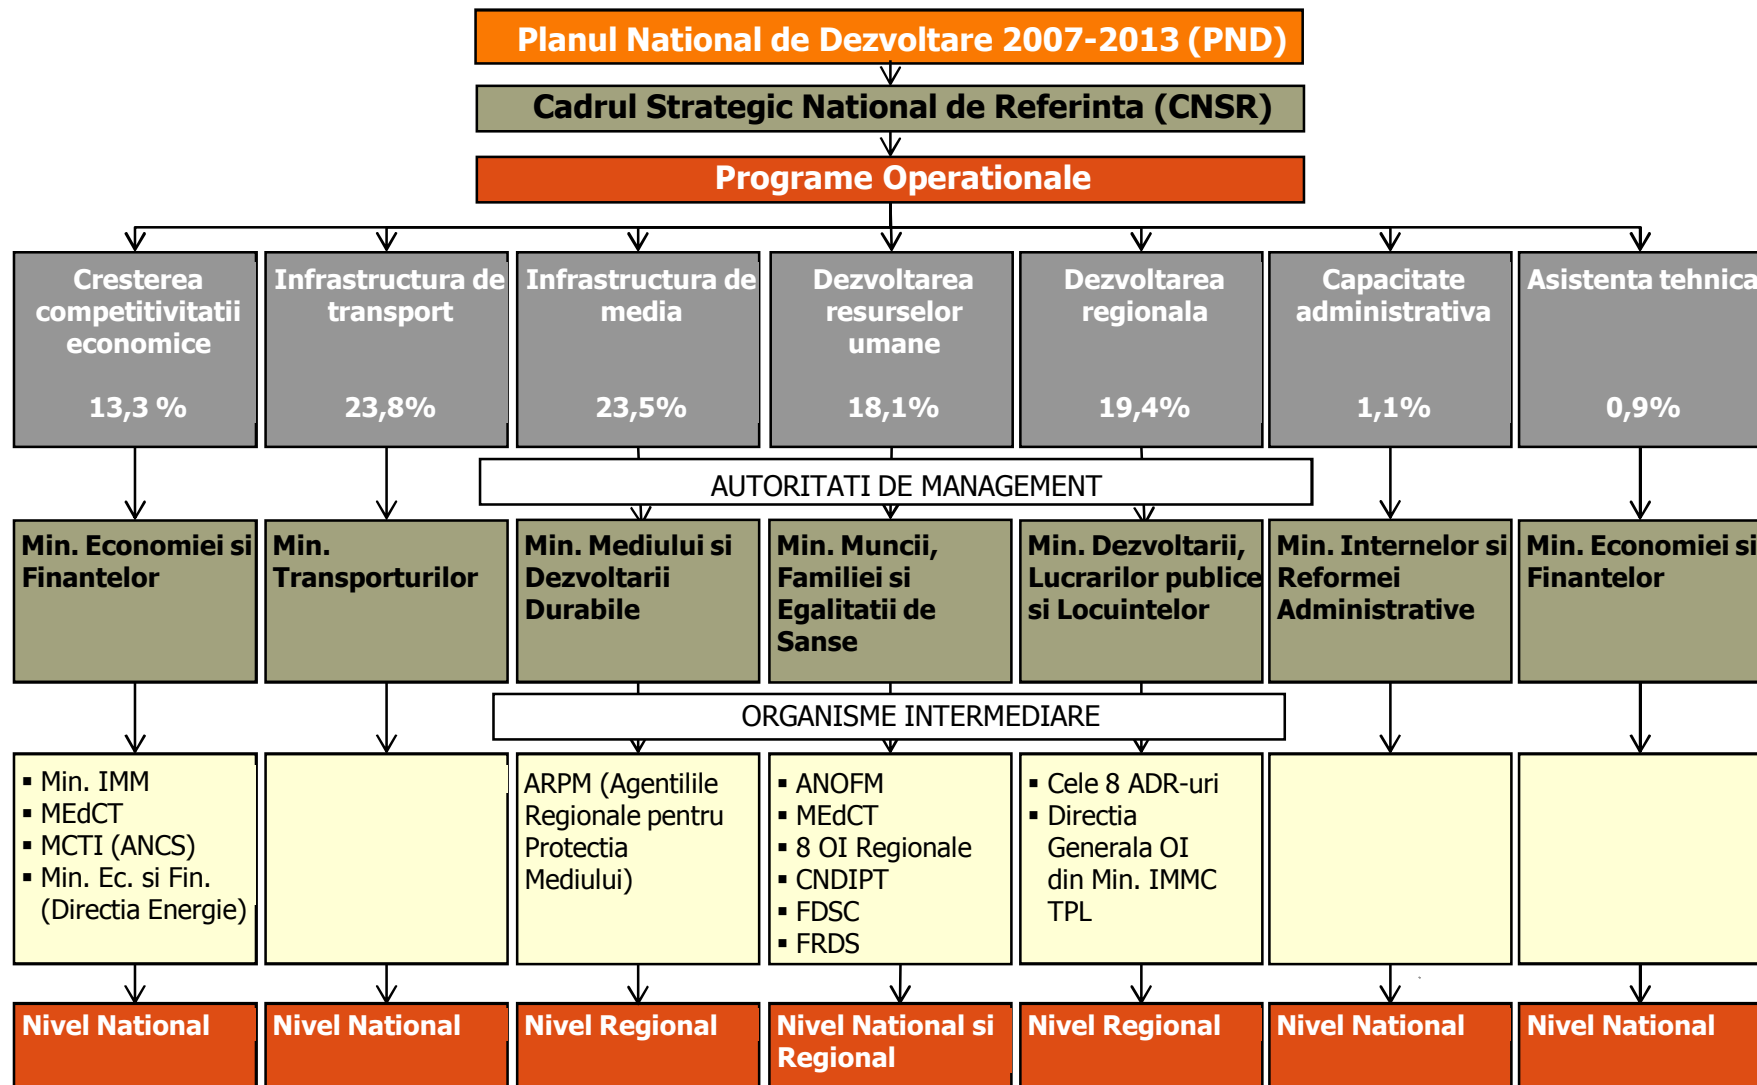 Planul National de Dezvoltare 2007-2013 (PND)
Cadrul Strategic National de Referinta (CNSR)
Programe Operationale
Cresterea
competitivitatii
economice
13,3 %
Infrastructura de
transport
23,8%
Infrastructura de
media
23,5%
Dezvoltarea
resurselor
umane
18,1%
Dezvoltarea
regionala
19,4%
Capacitate
administrativa
1,1%
Asistenta tehnica
0,9%
AUTORITATI DE MANAGEMENT
Min. Economiei si
Finantelor
Min.
Transporturilor
Min. Mediului si
Dezvoltarii
Durabile
Min. Muncii,
Familiei si
Egalitatii de
Sanse
Min. Dezvoltarii,
Lucrarilor publice
si Locuintelor
Min. Internelor si
Reformei
Administrative
Min. Economiei si
Finantelor
ORGANISME INTERMEDIARE
▪ Min. IMM
▪ MEdCT
▪ MCTI (ANCS)
▪ Min. Ec. si Fin.
(Directia Energie)
ARPM (Agentiile
Regionale pentru
Protectia
Mediului)
▪ ANOFM
▪ MEdCT
▪ 8 OI Regionale
▪ CNDIPT
▪ FDSC
▪ FRDS
▪ Cele 8 ADR-uri
▪ Directia
Generala OI
din Min. IMMC
TPL
Nivel National
Nivel National
Nivel Regional
Nivel National si
Regional
Nivel Regional
Nivel National
Nivel National